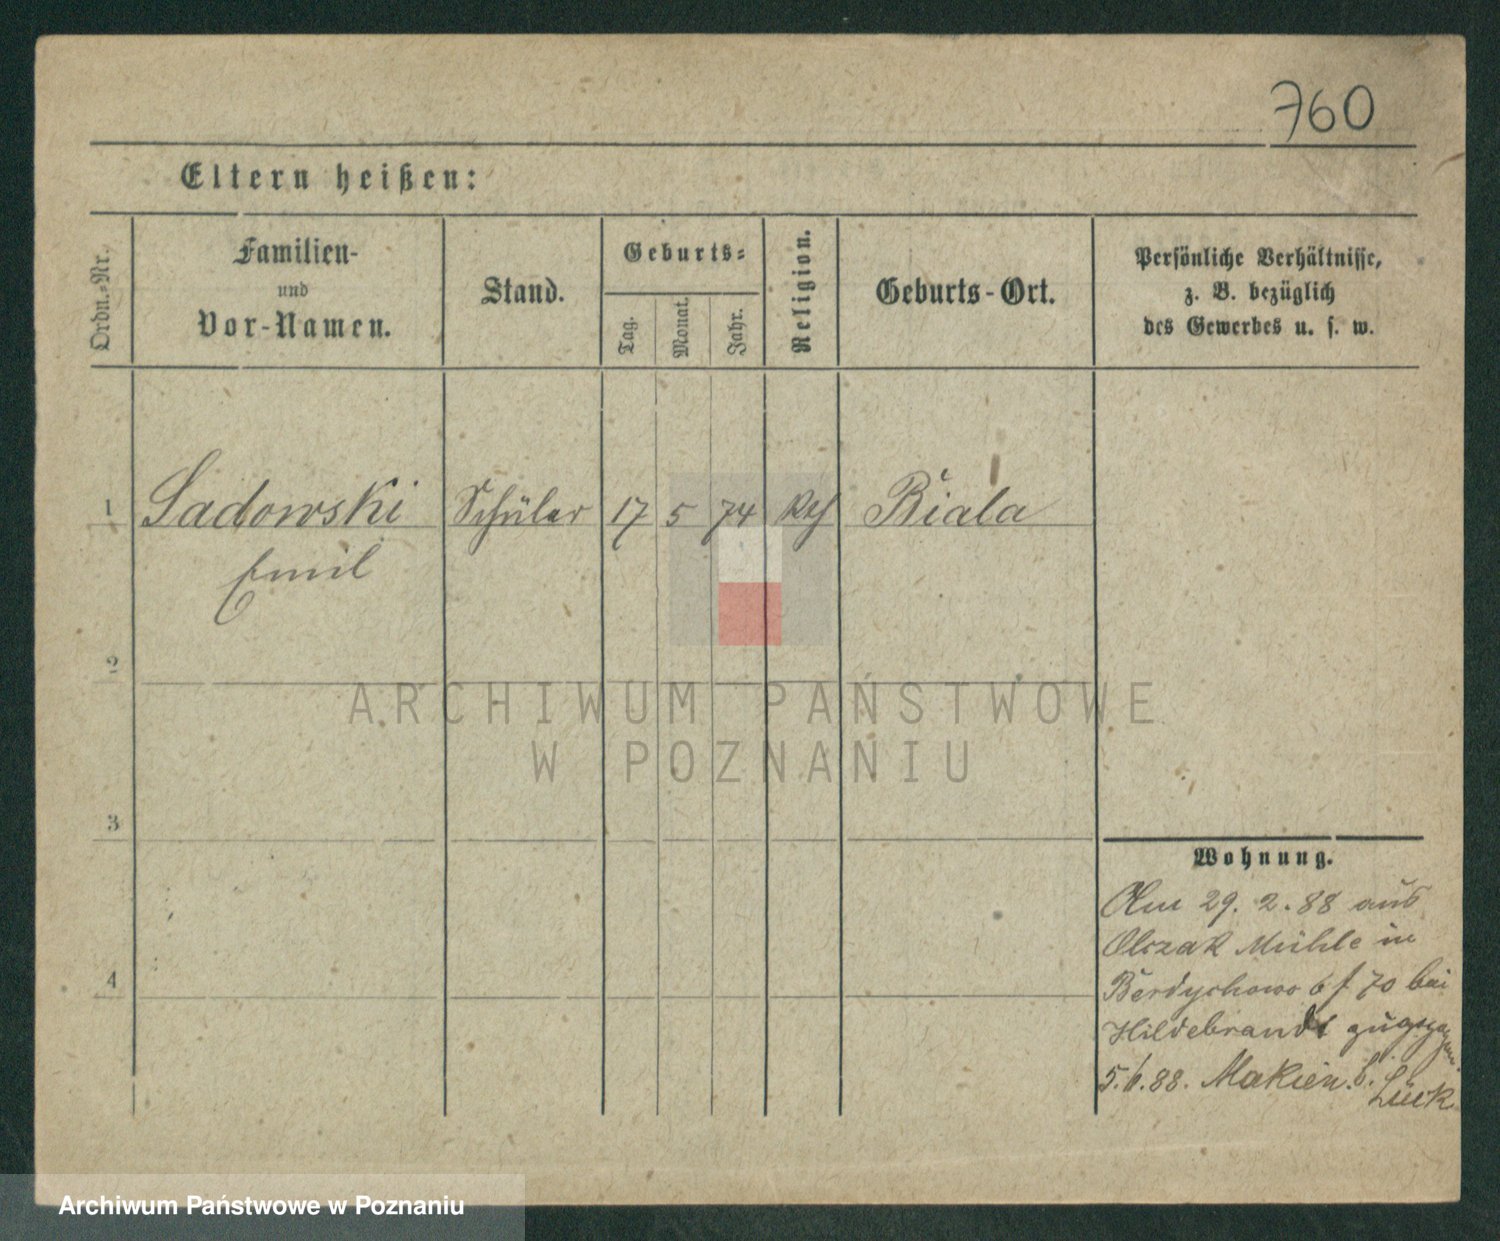 760
Eltern heißen:
Ordn.-Nr.
Familien-
und
Vor-Namen.
Stand.
Geburts-
Tag.
Monat.
Jahr.
Religion.
Geburts-Ort.
Persönliche Verhältnisse,
z. B. bezüglich
des Gewerbes u. s. w.
1
Sadowski
Emil
Schüler
17
5
74
Biala
2
3
4
ARCHIWUM PAŃSTWOWE
W POZNANIU
Wohnung.
Am 29. 2. 88 aus
Olszak Mühle in
Berdychowo 6 f 70 bei
Hildebrandt zugezogen
5.6.88. b.
Lück
Archiwum Państwowe w Poznaniu